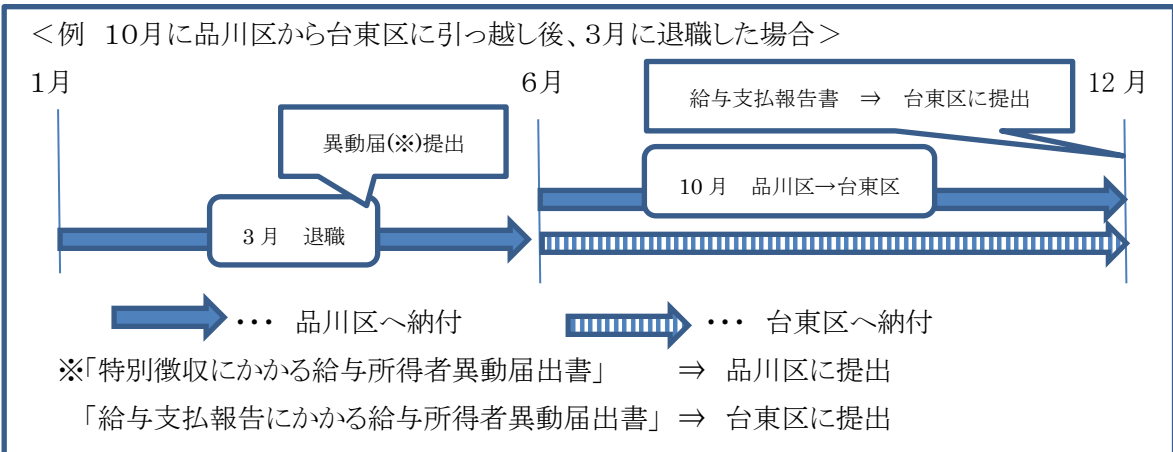 ＜例　１０月に品川区から台東区に引っ越し後、３月に退職した場合＞
１月
６月
12 月
給与支払報告書　⇒　台東区に提出
異動届(※)提出
10 月　品川区→台東区
３月　退職
・・・　品川区へ納付
・・・　台東区へ納付
※「特別徴収にかかる給与所得者異動届出書」　⇒　品川区に提出
「給与支払報告にかかる給与所得者異動届出書」⇒　台東区に提出